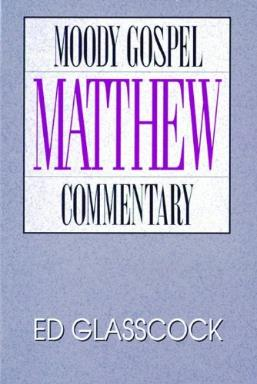 MOODY GOSPEL
MATTHEW
COMMENTARY
ED GLASSCOCK